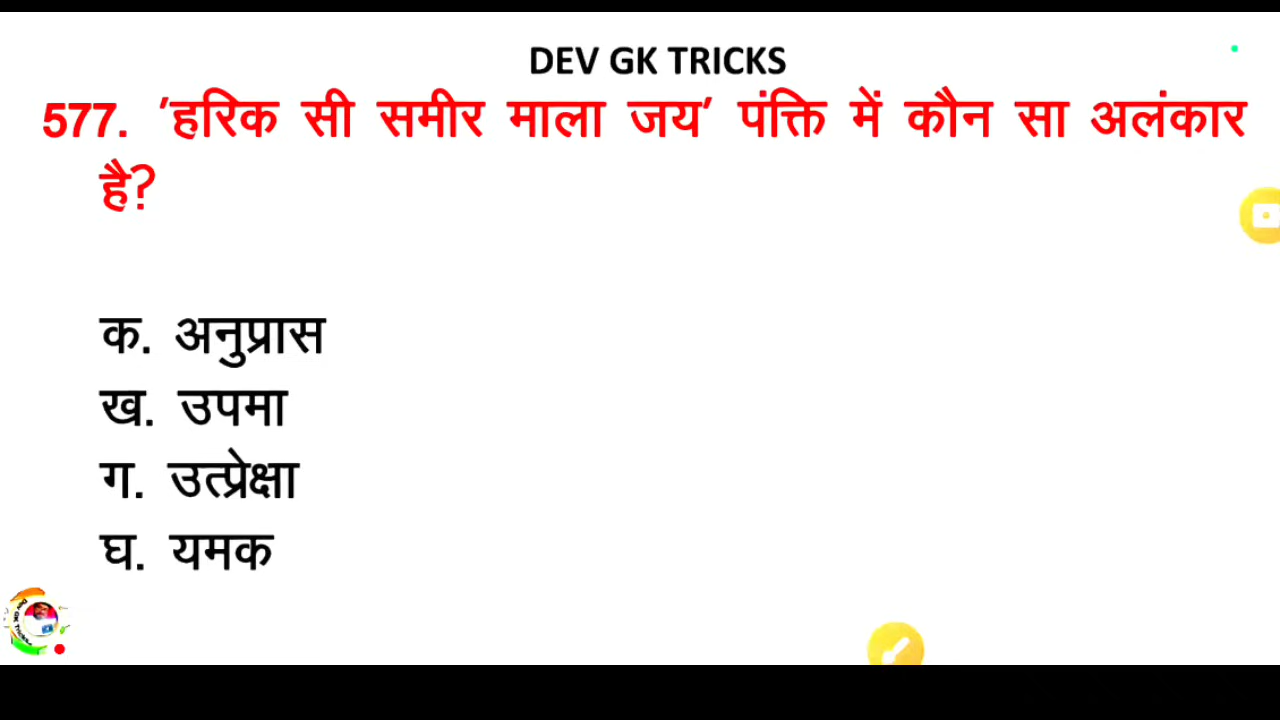 DEV GK TRICKS
577. 'हरिक सी समीर माला जय' पंक्ति में कौन सा अलंकार
है?
क. अनुप्रास
ख. उपमा
ग. उत्प्रेक्षा
घ. यमक